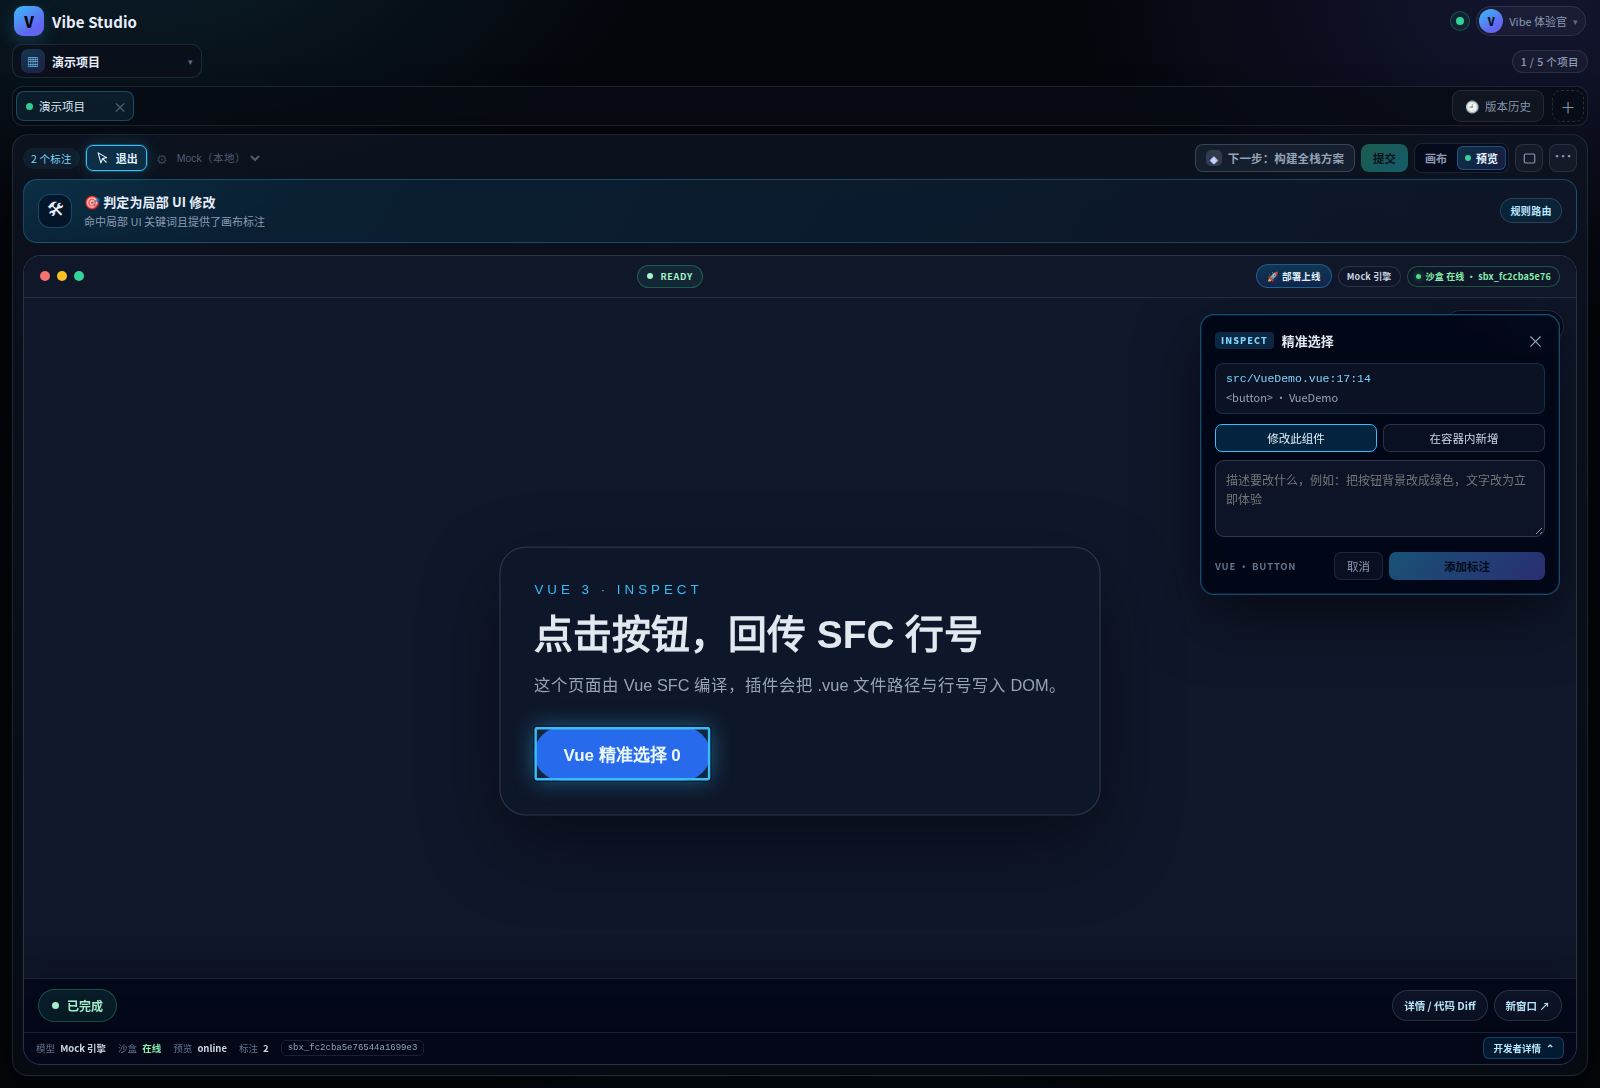 V Vibe Studio
V Vibe 体验官
演示项目
1 / 5 个项目
演示项目
版本历史
2 个标注
退出
Mock（本地）
下一步：构建全栈方案
提交
画布
预览
判定为局部 UI 修改
命中局部 UI 关键词且提供了画布标注
规则路由
READY
部署上线
Mock 引擎
沙盒 在线 · sbx_fc2cba5e76
INSPECT 精准选择
src/VueDemo.vue:17:14
<button> · VueDemo
修改此组件
在容器内新增
描述要改什么，例如：把按钮背景改成绿色，文字改为立
即体验
VUE · BUTTON
取消
添加标注
VUE 3 · INSPECT
点击按钮，回传 SFC 行号
这个页面由 Vue SFC 编译，插件会把 .vue 文件路径与行号写入 DOM。
Vue 精准选择 0
已完成
详情 / 代码 Diff
新窗口 ↗
模型 Mock 引擎 沙盒 在线 预览 online 标注 2 sbx_fc2cba5e76544a1699e3
开发者详情